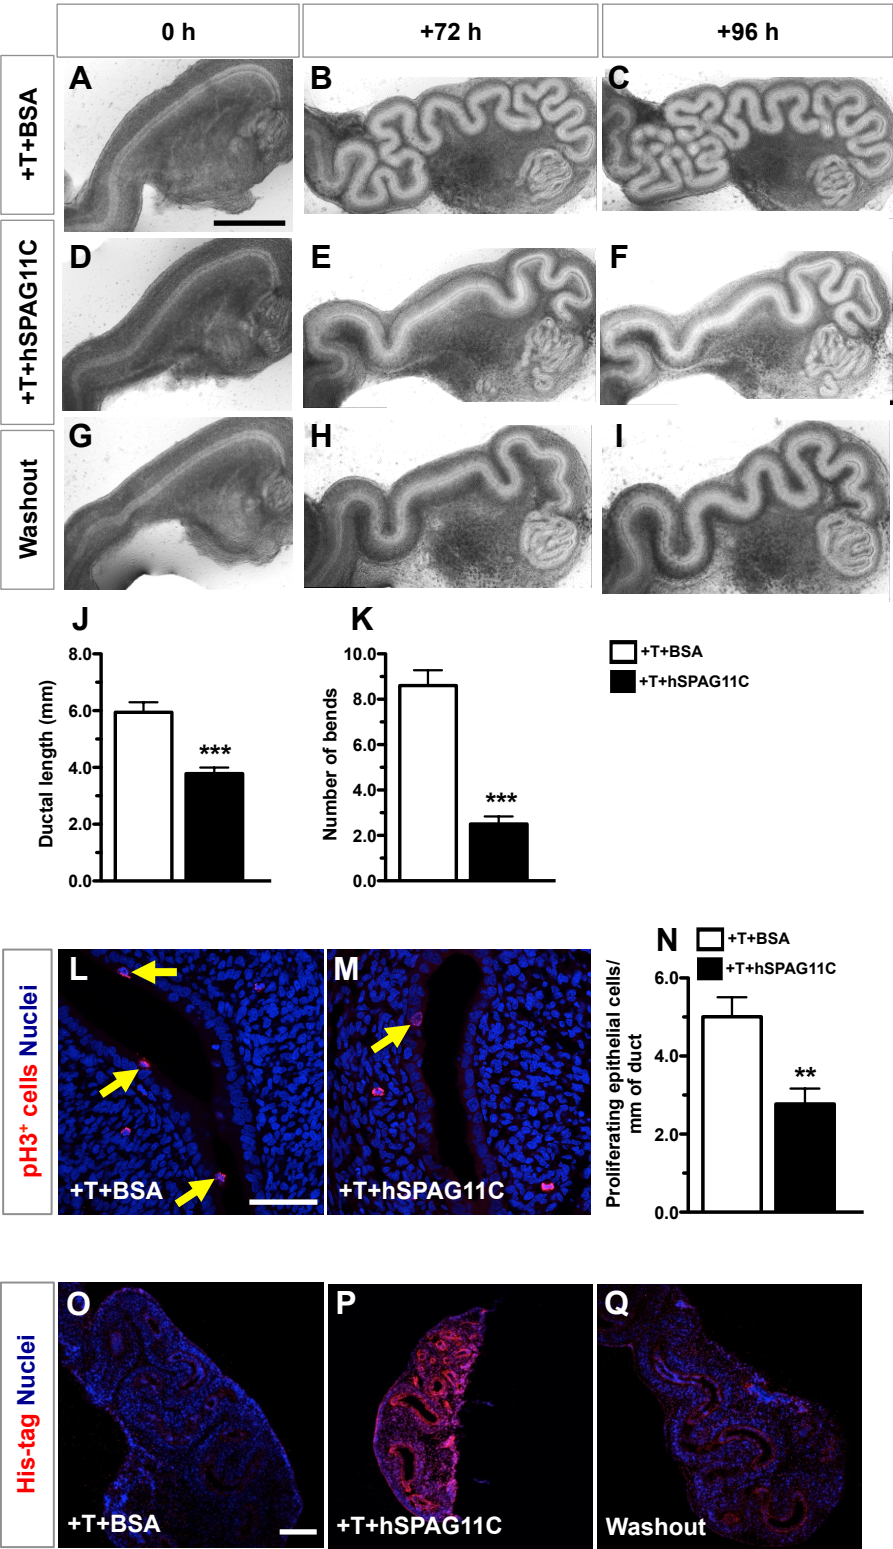 0 h
+72 h
+96 h
+T+BSA
A
B
C
+T+hSPAG11C
D
E
F
Washout
G
H
I
J
Ductal length (mm)
8.0
6.0
4.0
2.0
0.0
***
K
Number of bends
10.0
8.0
6.0
4.0
2.0
0.0
***
+T+BSA
+T+hSPAG11C
pH3+ cells Nuclei
L
+T+BSA
M
+T+hSPAG11C
N
+T+BSA
+T+hSPAG11C
Proliferating epithelial cells/
mm of duct
6.0
4.0
2.0
0.0
**
His-tag Nuclei
O
+T+BSA
P
+T+hSPAG11C
Q
Washout